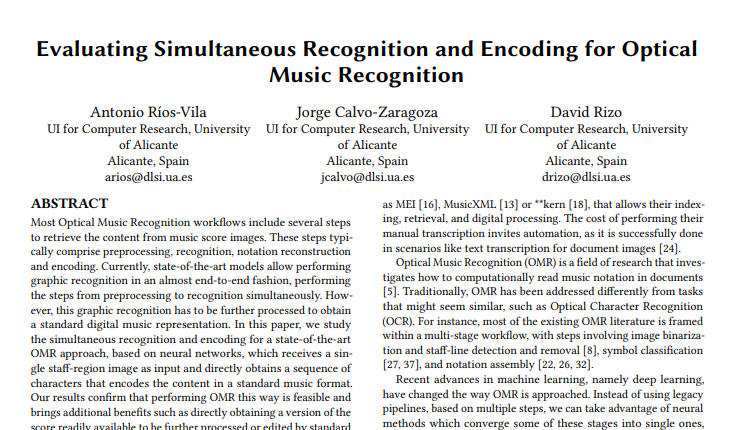 Evaluating Simultaneous Recognition and Encoding for Optical
Music Recognition
Antonio Ríos-Vila
UI for Computer Research, University
of Alicante
Alicante, Spain
arios@dlsi.ua.es
Jorge Calvo-Zaragoza
UI for Computer Research, University
of Alicante
Alicante, Spain
jcalvo@dlsi.ua.es
David Rizo
UI for Computer Research, University
of Alicante
Alicante, Spain
drizo@dlsi.ua.es
ABSTRACT
Most Optical Music Recognition workflows include several steps
to retrieve the content from music score images. These steps typi-
cally comprise preprocessing, recognition, notation reconstruction
and encoding. Currently, state-of-the-art models allow performing
graphic recognition in an almost end-to-end fashion, performing
the steps from preprocessing to recognition simultaneously. How-
ever, this graphic recognition has to be further processed to obtain
a standard digital music representation. In this paper, we study
the simultaneous recognition and encoding for a state-of-the-art
OMR approach, based on neural networks, which receives a sin-
gle staff-region image as input and directly obtains a sequence of
characters that encodes the content in a standard music format.
Our results confirm that performing OMR this way is feasible and
brings additional benefits such as directly obtaining a version of the
score readily available to be further processed or edited by standard
as MEI [16], MusicXML [13] or **kern [18], that allows their index-
ing, retrieval, and digital processing. The cost of performing their
manual transcription invites automation, as it is successfully done
in scenarios like text transcription for document images [24].
Optical Music Recognition (OMR) is a field of research that inves-
tigates how to computationally read music notation in documents
[5]. Traditionally, OMR has been addressed differently from tasks
that might seem similar, such as Optical Character Recognition
(OCR). For instance, most of the existing OMR literature is framed
within a multi-stage workflow, with steps involving image binariza-
tion and staff-line detection and removal [8], symbol classification
[27, 37], and notation assembly [22, 26, 32].
Recent advances in machine learning, namely deep learning,
have changed the way OMR is approached. Instead of using legacy
pipelines, based on multiple steps, we can take advantage of neural
methods which converge some of these stages into single ones,